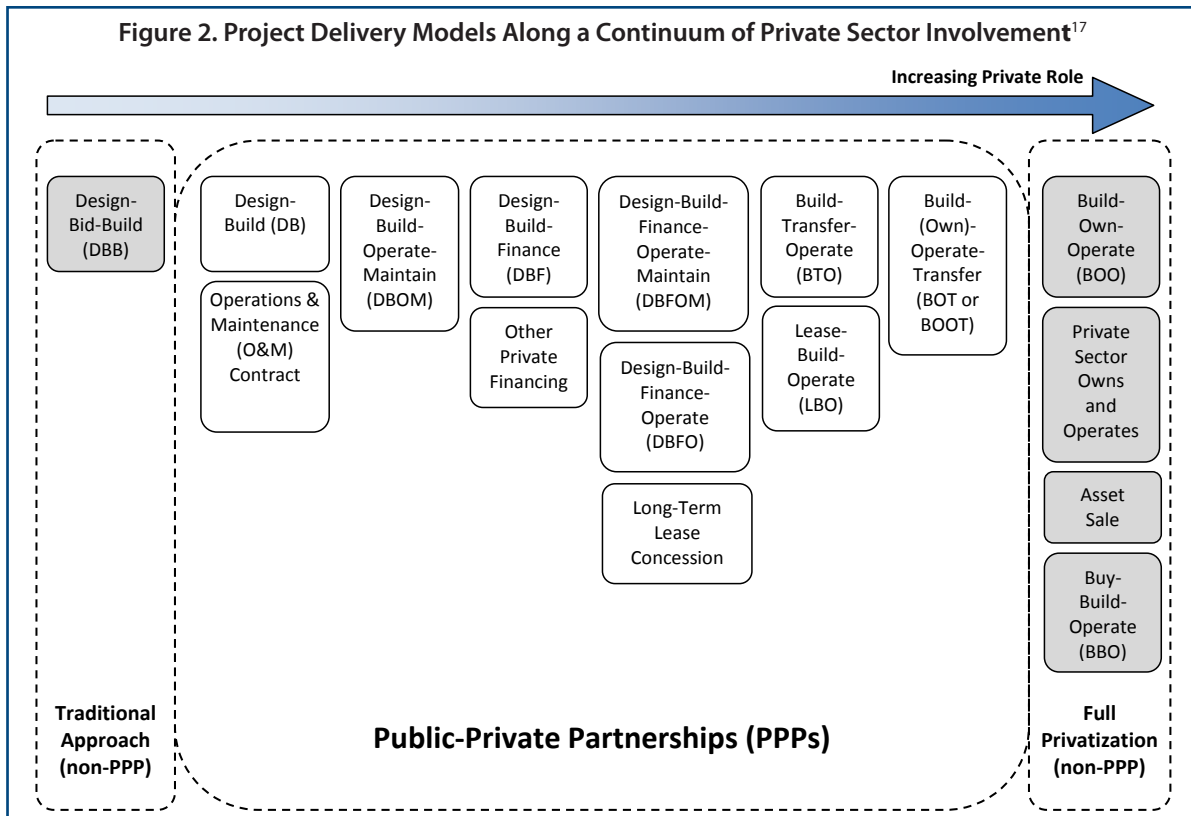 Figure 2. Project Delivery Models Along a Continuum of Private Sector Involvement17
Increasing Private Role
Design-
Bid-Build
(DBB)
Traditional
Approach
(non-PPP)
Design-
Build (DB)
Operations &
Maintenance
(O&M)
Contract
Design-
Build-
Operate-
Maintain
(DBOM)
Design-
Build-
Finance
(DBF)
Other
Private
Financing
Design-Build-
Finance-
Operate-
Maintain
(DBFOM)
Design-Build-
Finance-
Operate
(DBFO)
Long-Term
Lease
Concession
Build-
Transfer-
Operate
(BTO)
Lease-
Build-
Operate
(LBO)
Build-
(Own)-
Operate-
Transfer
(BOT or
BOOT)
Public-Private Partnerships (PPPs)
Build-
Own-
Operate
(BOO)
Private
Sector
Owns
and
Operates
Asset
Sale
Buy-
Build-
Operate
(BBO)
Full
Privatization
(non-PPP)